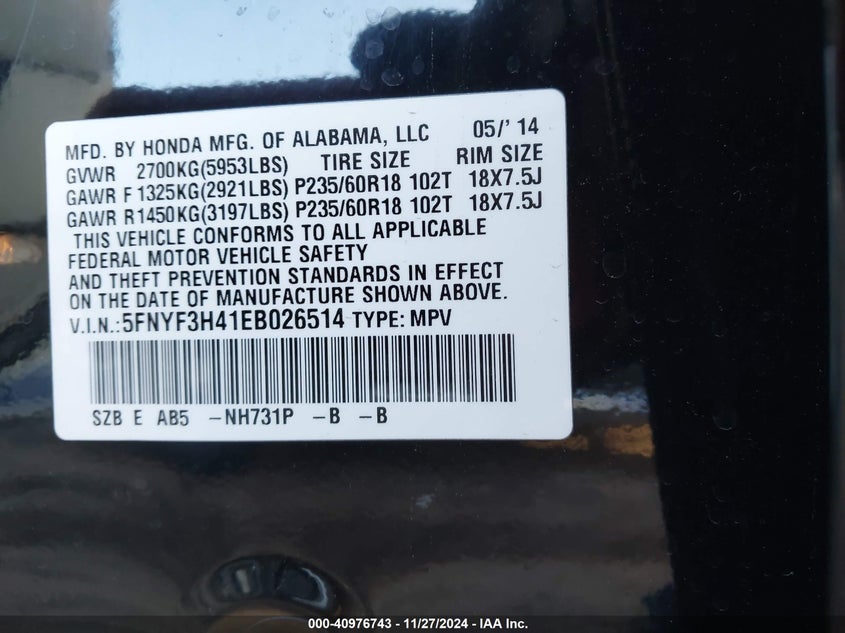 MFD. BY HONDA MFG. OF ALABAMA, LLC 05/' 14
GVWR 2700KG(5953LBS) TIRE SIZE RIM SIZE
GAWR F 1325KG(2921LBS) P235/60R18 102T 18X7.5J
GAWR R1450KG(3197LBS) P235/60R18 102T 18X7.5J
THIS VEHICLE CONFORMS TO ALL APPLICABLE
FEDERAL MOTOR VEHICLE SAFETY
AND THEFT PREVENTION STANDARDS IN EFFECT
ON THE DATE OF MANUFACTURE SHOWN ABOVE.
V.I.N.:5FNYF3H41EB026514 TYPE: MPV
SZB E AB5 -NH731P -B -B
000-40976743 - 11/27/2024 - IAA Inc.